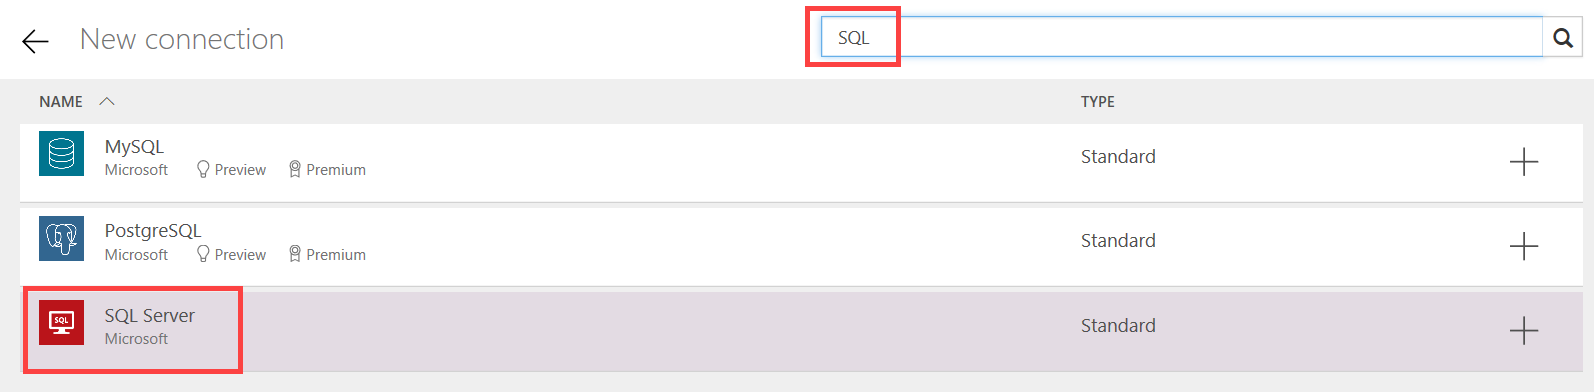 New connection
SQL
NAME TYPE
MySQL
Microsoft Preview Premium
Standard
PostgreSQL
Microsoft Preview Premium
Standard
SQL
SQL Server
Microsoft
Standard